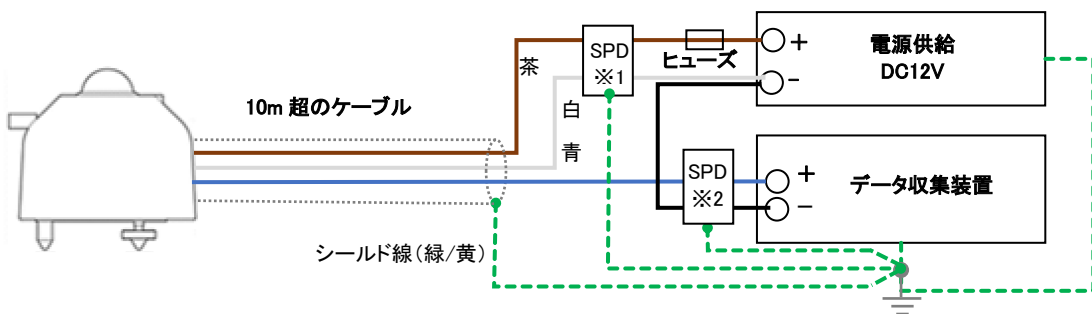 10m 超のケーブル
茶
白
青
シールド線(緑/黄)
SPD
※1
ヒューズ
+
-
電源供給
DC12V
SPD
※2
+
-
データ収集装置